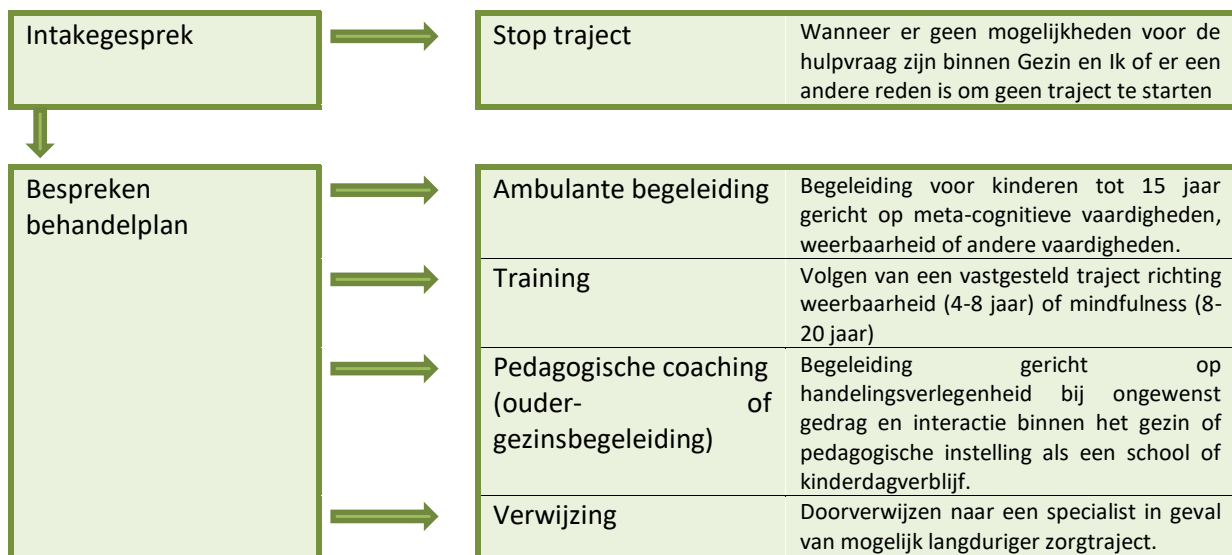 Intakegesprek
Stop traject
Wanneer er geen mogelijkheden voor de
hulpvraag zijn binnen Gezin en Ik of er een
andere reden is om geen traject te starten
Bespreken
behandelplan
Ambulante begeleiding
Begeleiding voor kinderen tot 15 jaar
gericht op meta-cognitieve vaardigheden,
weerbaarheid of andere vaardigheden.
Training
Volgen van een vastgesteld traject richting
weerbaarheid (4-8 jaar) of mindfulness (8-
20 jaar)
Pedagogische coaching
(ouder- of
gezinsbegeleiding)
Begeleiding gericht op
handelingsverlegenheid bij ongewenst
gedrag en interactie binnen het gezin of
pedagogische instelling als een school of
kinderdagverblijf.
Verwijzing
Doorverwijzen naar een specialist in geval
van mogelijk langduriger zorgtraject.